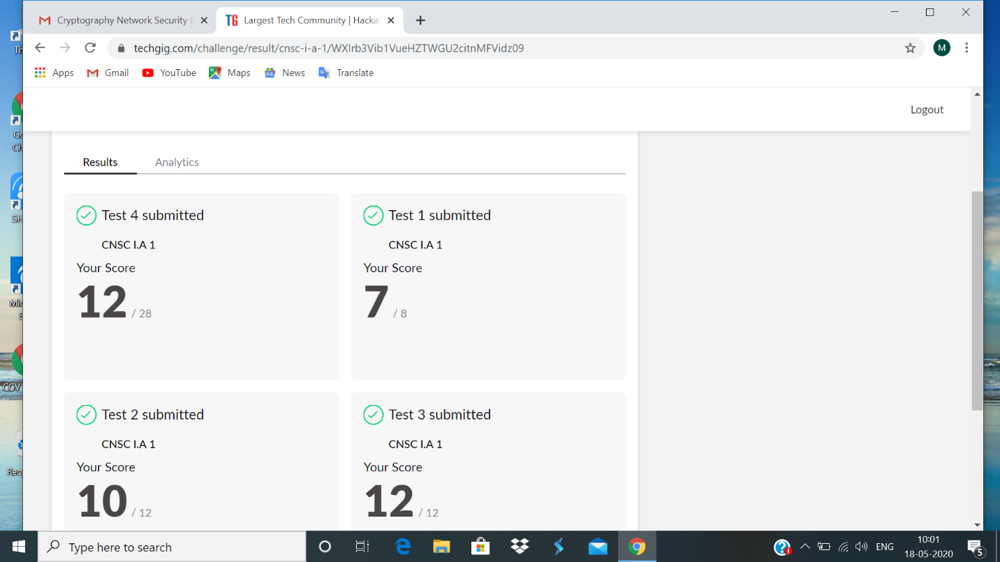 Cryptography Network Security &
TG Largest Tech Community | Hacka
techgig.com/challenge/result/cnsc-i-a-1/WXIrb3Vib1VueHZTWGU2citnMFVidz09
M
Apps Gmail YouTube Maps News Translate
Logout
Results Analytics
Test 4 submitted
CNSC I.A 1
Your Score
12 / 28
Test 1 submitted
CNSC I.A 1
Your Score
7 / 8
Test 2 submitted
CNSC I.A 1
Your Score
10 / 12
Test 3 submitted
CNSC I.A 1
Your Score
12 / 12
CGV
Type here to search
ENG
10:01
18-05-2020
5